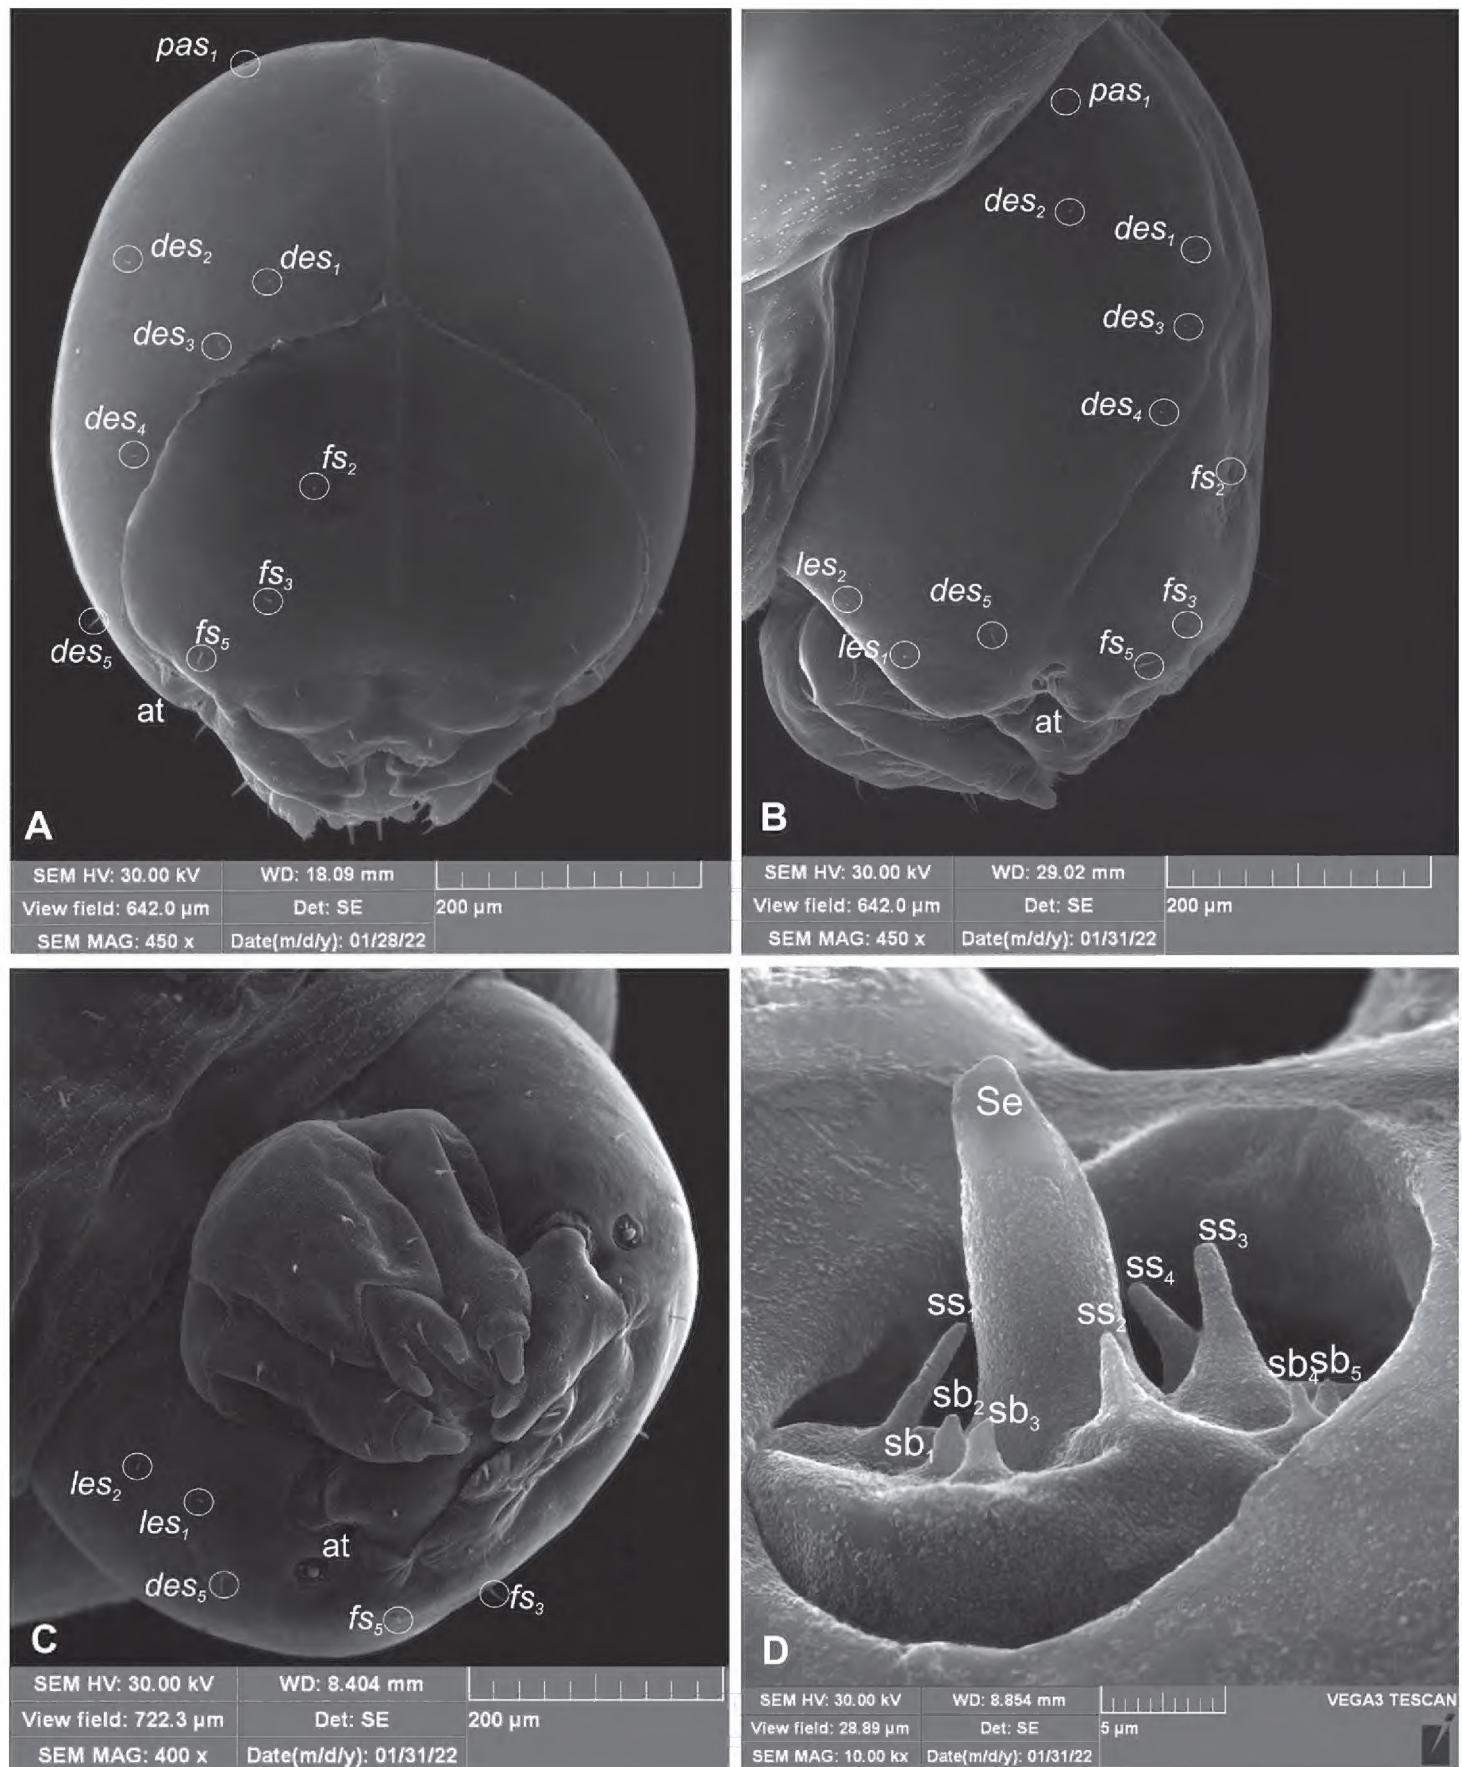 pas₁
des₂
des₁
des₃
des₄
fs₂
fs₃
fs₅
des₅
at
A
SEM HV: 30.00 kV WD: 18.09 mm
View field: 642.0 µm Det: SE 200 µm
SEM MAG: 450 x Date(m/d/y): 01/28/22
pas₁
des₂
des₁
des₃
des₄
fs₂
les₂
des₅
fs₃
les₁
fs₅
at
B
SEM HV: 30.00 kV WD: 29.02 mm
View field: 642.0 µm Det: SE 200 µm
SEM MAG: 450 x Date(m/d/y): 01/31/22
les₂
les₁
at
des₅
fs₃
fs₅
C
SEM HV: 30.00 kV WD: 8.404 mm
View field: 722.3 µm Det: SE 200 µm
SEM MAG: 400 x Date(m/d/y): 01/31/22
Se
ss₃
ss₄
ss₁
ss₂
sb₄ sb₅
sb₂
sb₃
sb₁
D
SEM HV: 30.00 kV WD: 8.854 mm VEGA3 TESCAN
View field: 28.89 µm Det: SE 5 µm
SEM MAG: 10.00 kx Date(m/d/y): 01/31/22